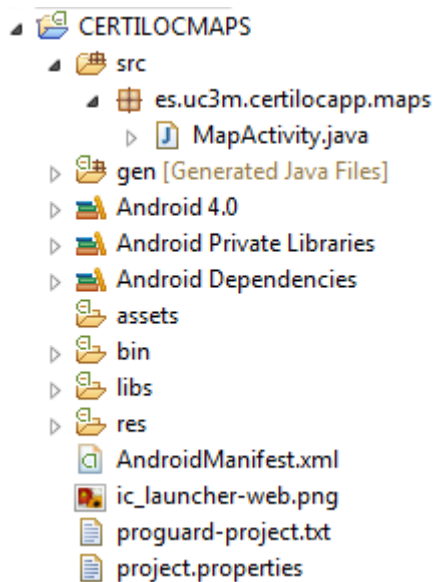 CERTILOCMAPS
src
es.uc3m.certilocapp.maps
MapActivity.java
gen [Generated Java Files]
Android 4.0
Android Private Libraries
Android Dependencies
assets
bin
libs
res
AndroidManifest.xml
ic_launcher-web.png
proguard-project.txt
project.properties